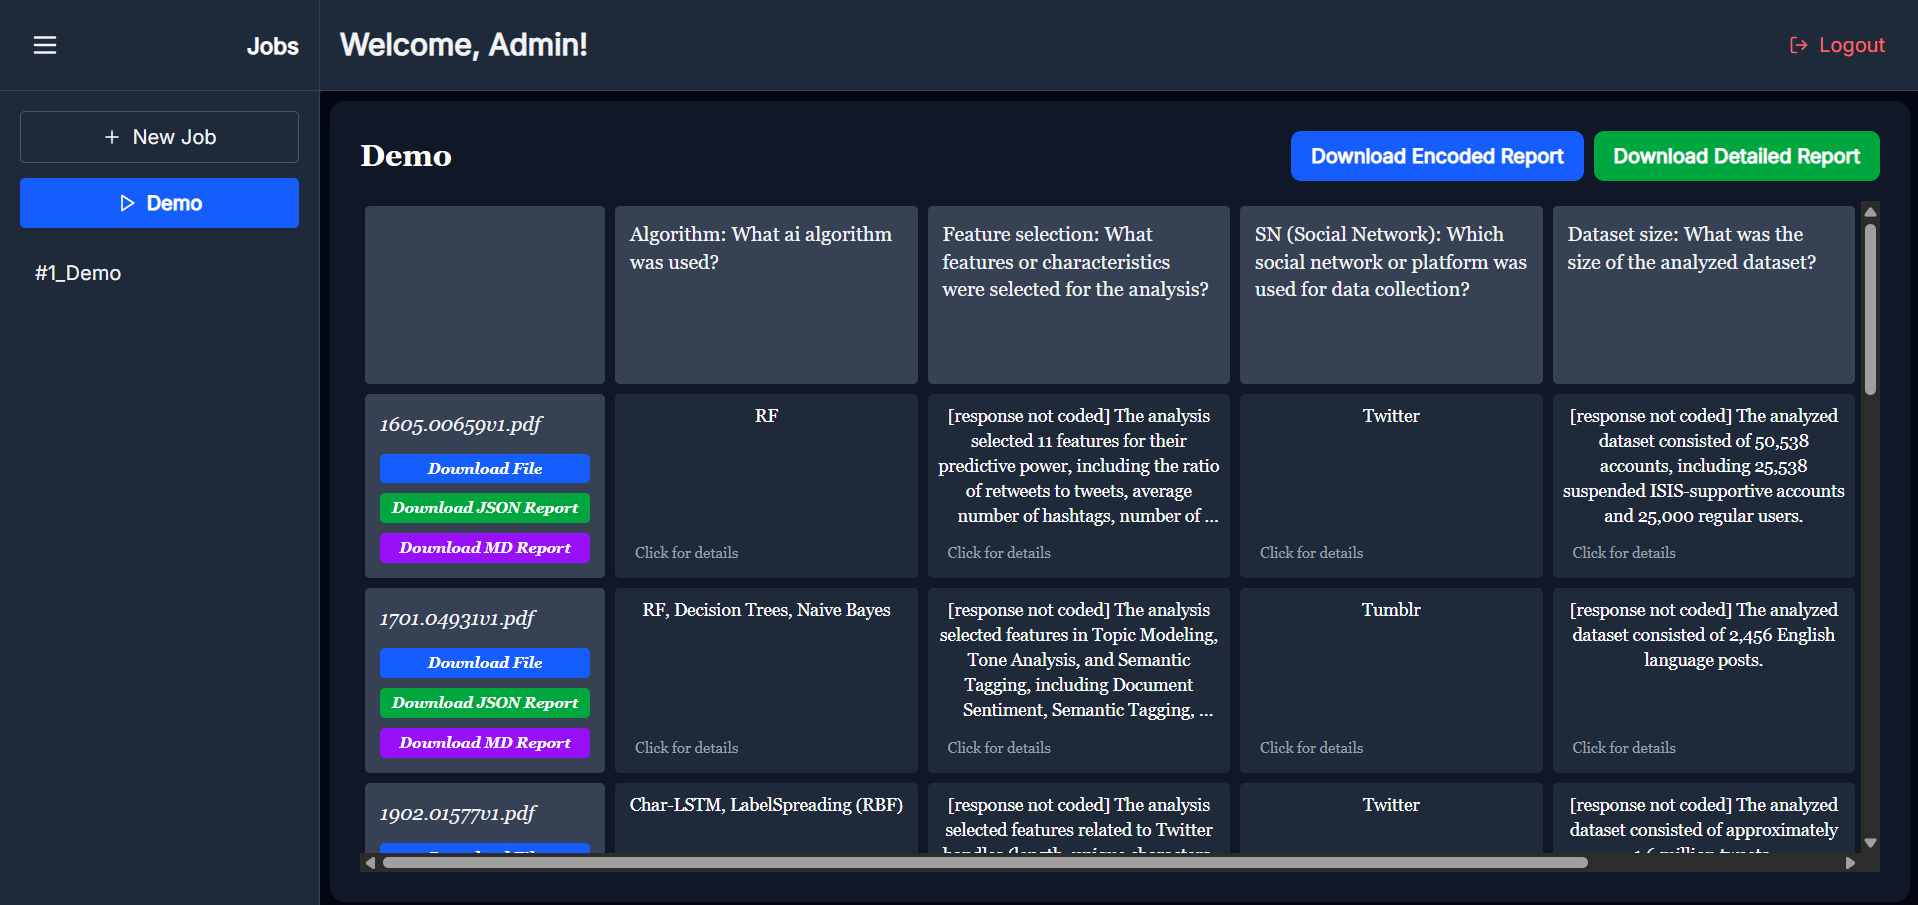 Jobs
Welcome, Admin!
Logout
+ New Job
Demo
#1_Demo
Demo
Download Encoded Report
Download Detailed Report
Algorithm: What ai algorithm
was used?
Feature selection: What
features or characteristics
were selected for the analysis?
SN (Social Network): Which
social network or platform was
used for data collection?
Dataset size: What was the
size of the analyzed dataset?
1605.00659v1.pdf
Download File
Download JSON Report
Download MD Report
RF
Click for details
[response not coded] The analysis
selected 11 features for their
predictive power, including the ratio
of retweets to tweets, average
number of hashtags, number of ...
Click for details
Twitter
Click for details
[response not coded] The analyzed
dataset consisted of 50,538
accounts, including 25,538
suspended ISIS-supportive accounts
and 25,000 regular users.
Click for details
1701.04931v1.pdf
Download File
Download JSON Report
Download MD Report
RF, Decision Trees, Naive Bayes
Click for details
[response not coded] The analysis
selected features in Topic Modeling,
Tone Analysis, and Semantic
Tagging, including Document
Sentiment, Semantic Tagging, ...
Click for details
Tumblr
Click for details
[response not coded] The analyzed
dataset consisted of 2,456 English
language posts.
Click for details
1902.01577v1.pdf
Char-LSTM, LabelSpreading (RBF)
[response not coded] The analysis
selected features related to Twitter
Twitter
[response not coded] The analyzed
dataset consisted of approximately